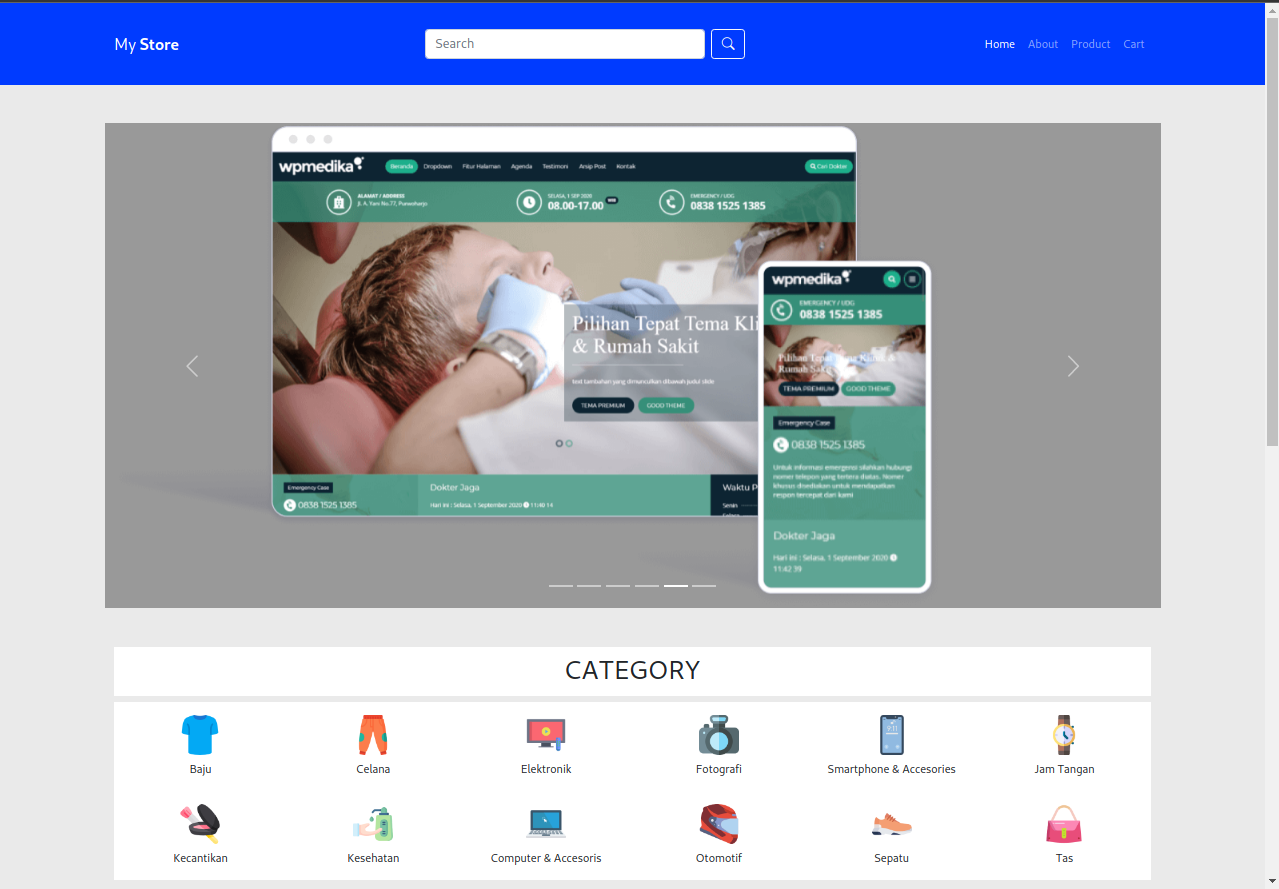 My Store
Search
Home About Product Cart
wpmedika
Beranda Dropdown Fitur Halaman Agenda Testimoni Arsip Post Kontak Cari Dokter
ALAMAT / ADDRESS
Jl. A. Yani No.77, Purwoharjo
SELASA, 1 SEP 2020
08.00-17.00
EMERGENCY / UDG
0838 1525 1385
Pilihan Tepat Tema Kli
& Rumah Sakit
text tambahan yang dimunculkan dibawah judul slide
TEMA PREMIUM GOOD THEME
Emergency Case
0838 1525 1385
Dokter Jaga
Hari ini : Selasa, 1 September 2020 11:40 14
Waktu P
Senin
wpmedika
EMERGENCY / UDG
0838 1525 1385
Pilihan Tepat Tema Klinik &
Rumah Sakit
TEMA PREMIUM GOOD THEME
Emergency Case
0838 1525 1385
Untuk informasi emergensi silahkan hubungi
nomer telepon yang tertera diatas. Nomer
khusus disediakan untuk mendapatkan
respon tercepat dari kami
Dokter Jaga
Hari ini : Selasa, 1 September 2020
11:42 39
CATEGORY
Baju Celana Elektronik Fotografi Smartphone & Accesories Jam Tangan
Kecantikan Kesehatan Computer & Accesoris Otomotif Sepatu Tas